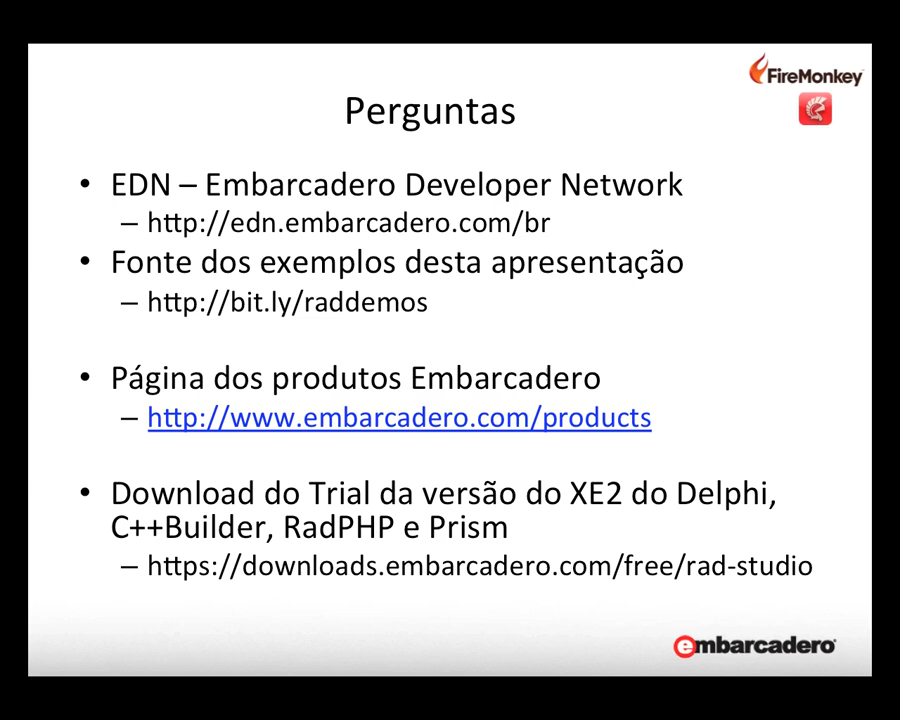 FireMonkey
Perguntas
• EDN – Embarcadero Developer Network
– http://edn.embarcadero.com/br
• Fonte dos exemplos desta apresentação
– http://bit.ly/raddemos
• Página dos produtos Embarcadero
– http://www.embarcadero.com/products
• Download do Trial da versão do XE2 do Delphi,
C++Builder, RadPHP e Prism
– https://downloads.embarcadero.com/free/rad-studio
embarcadero